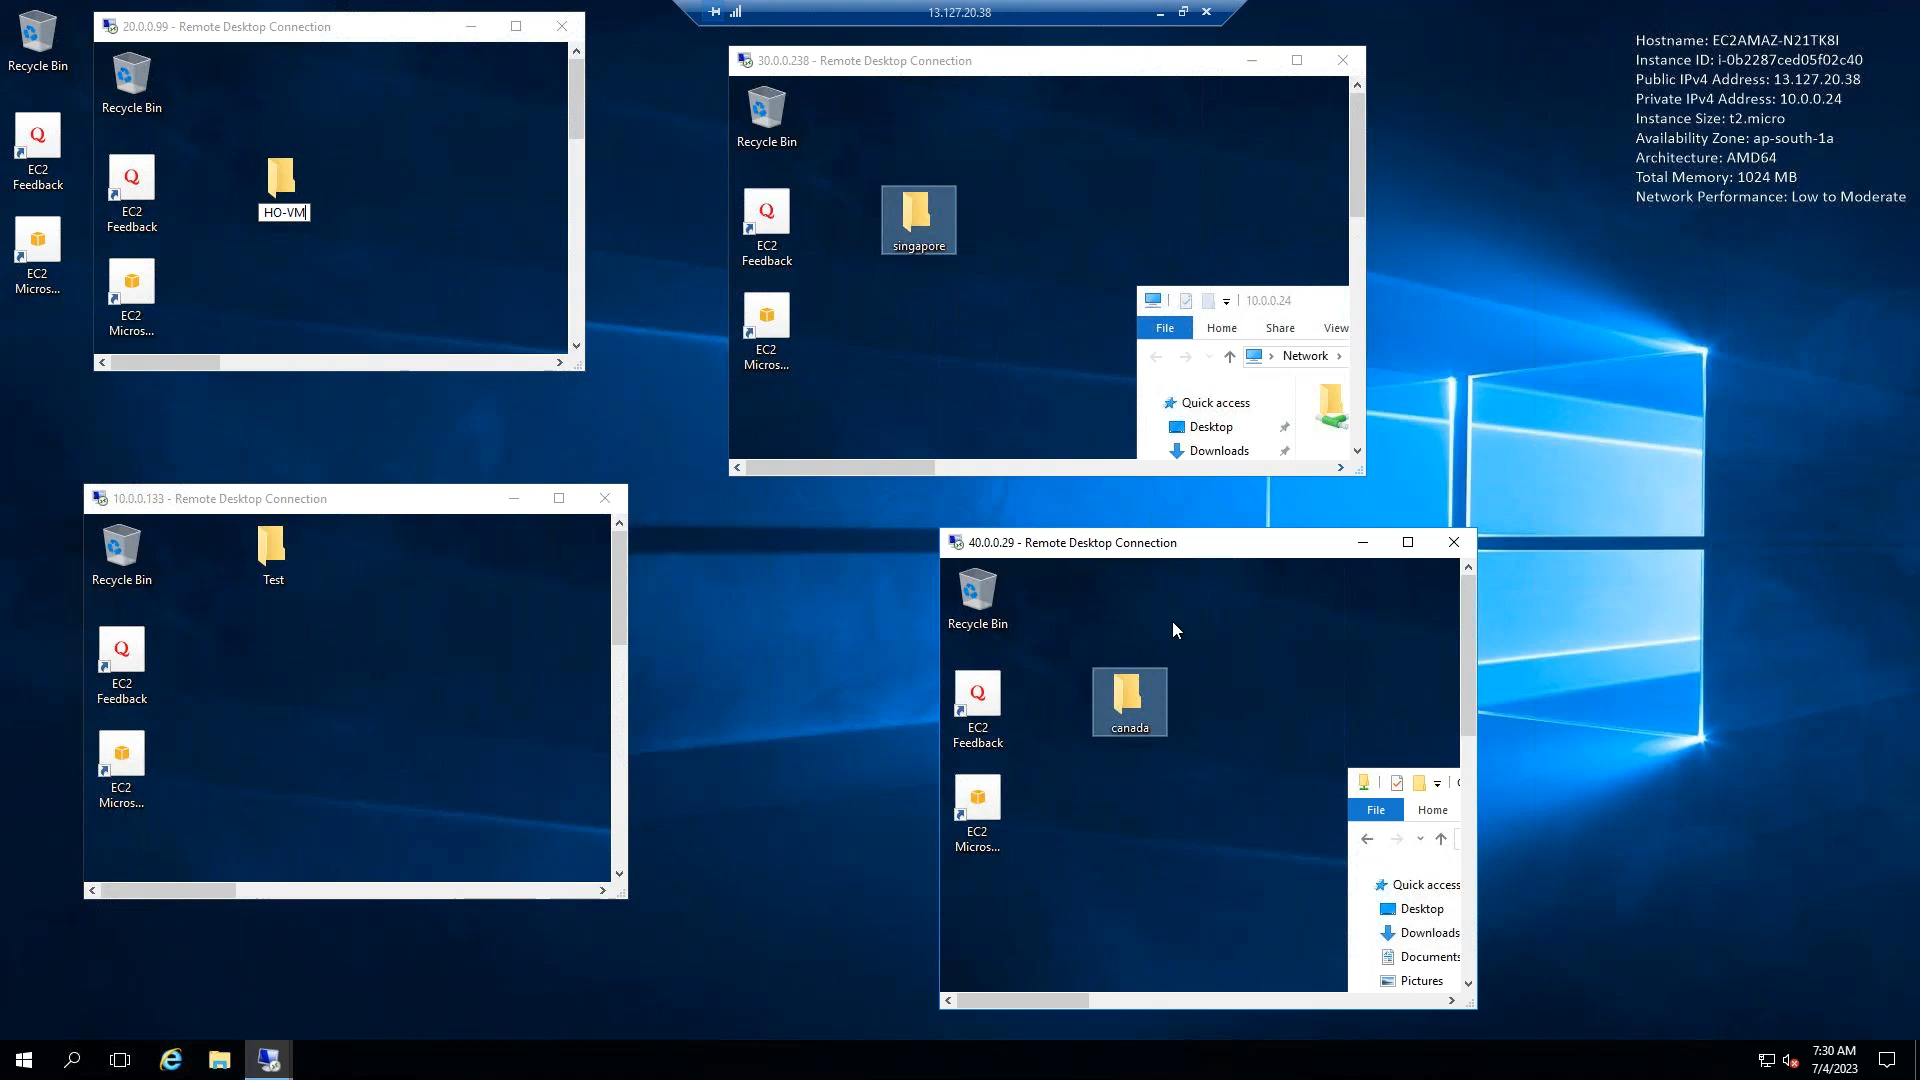 13.127.20.38
Hostname: EC2AMAZ-N21TK8I
Instance ID: i-0b2287ced05f02c40
Public IPv4 Address: 13.127.20.38
Private IPv4 Address: 10.0.0.24
Instance Size: t2.micro
Availability Zone: ap-south-1a
Architecture: AMD64
Total Memory: 1024 MB
Network Performance: Low to Moderate
Recycle Bin
EC2
Feedback
EC2
Micros...
20.0.0.99 - Remote Desktop Connection
Recycle Bin
Q
EC2
Feedback
HO-VM
EC2
Micros...
30.0.0.238 - Remote Desktop Connection
Recycle Bin
Q
EC2
Feedback
singapore
EC2
Micros...
10.0.0.24
File Home Share View
Network
Quick access
Desktop
Downloads
10.0.0.133 - Remote Desktop Connection
Recycle Bin
Test
Q
EC2
Feedback
EC2
Micros...
40.0.0.29 - Remote Desktop Connection
Recycle Bin
Q
EC2
Feedback
canada
EC2
Micros...
File Home
Quick access
Desktop
Downloads
Documents
Pictures
7:30 AM
7/4/2023